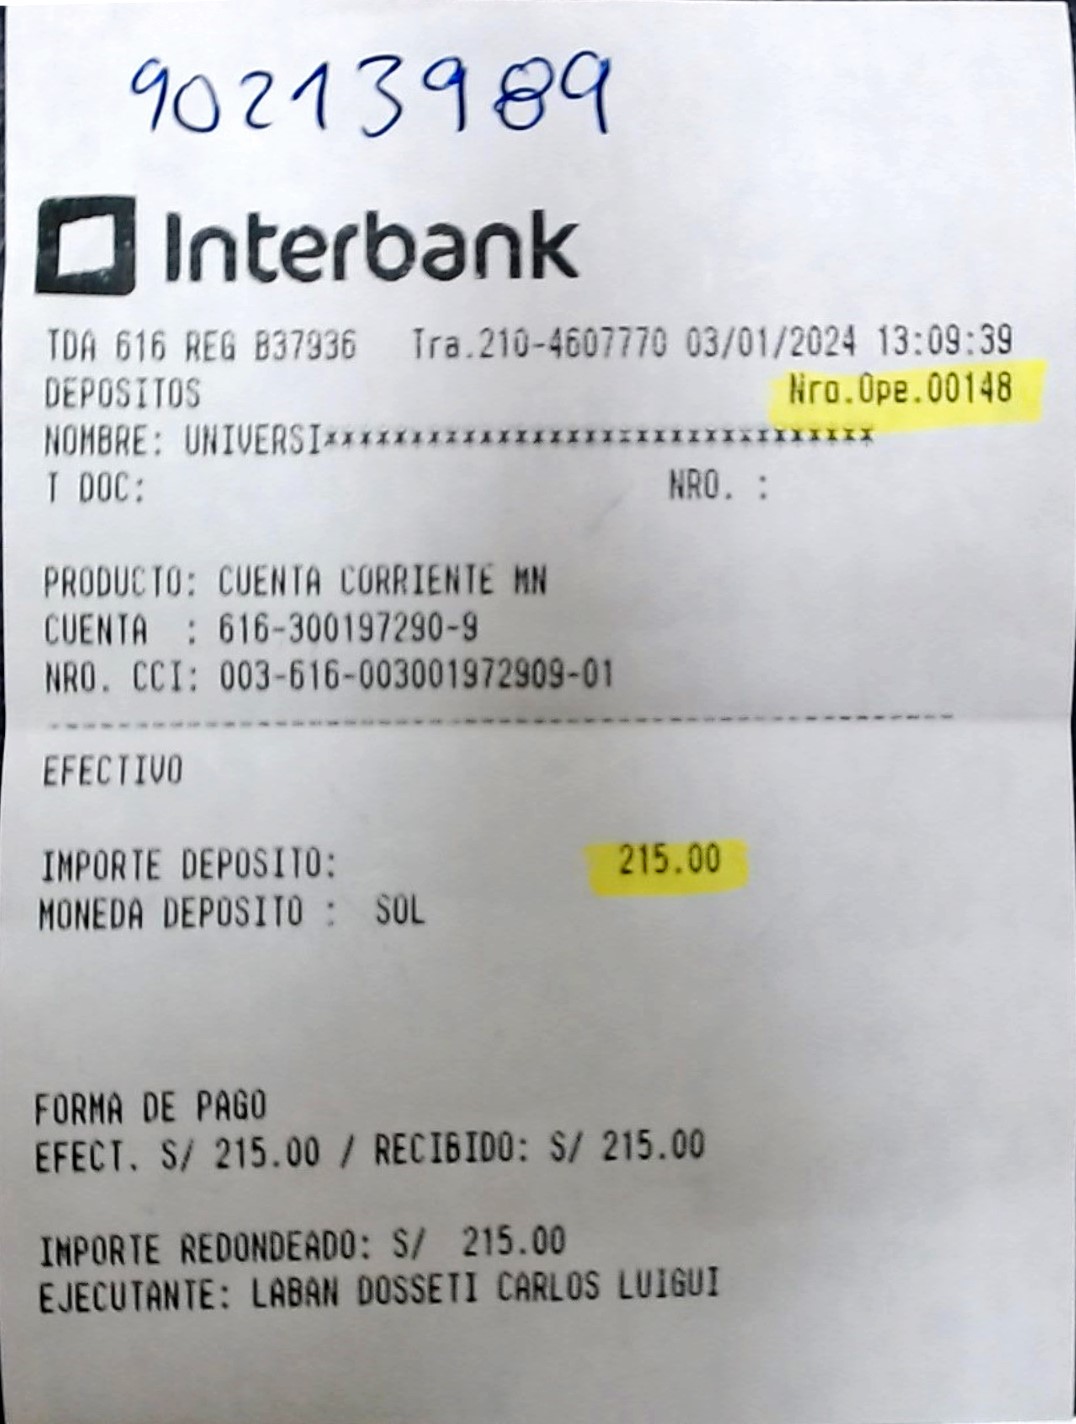 90213989
Interbank
TDA 616 REG B37936 Tra.210-4607770 03/01/2024 13:09:39
DEPOSITOS Nro.Ope.00148
NOMBRE: UNIVERSI********************************
T DOC: NRO. :
PRODUCTO: CUENTA CORRIENTE MN
CUENTA : 616-300197290-9
NRO. CCI: 003-616-003001972909-01
------------------------------------------------------
EFECTIVO
IMPORTE DEPOSITO: 215.00
MONEDA DEPOSITO : SOL
FORMA DE PAGO
EFECT. S/ 215.00 / RECIBIDO: S/ 215.00
IMPORTE REDONDEADO: S/ 215.00
EJECUTANTE: LABAN DOSSETI CARLOS LUIGUI